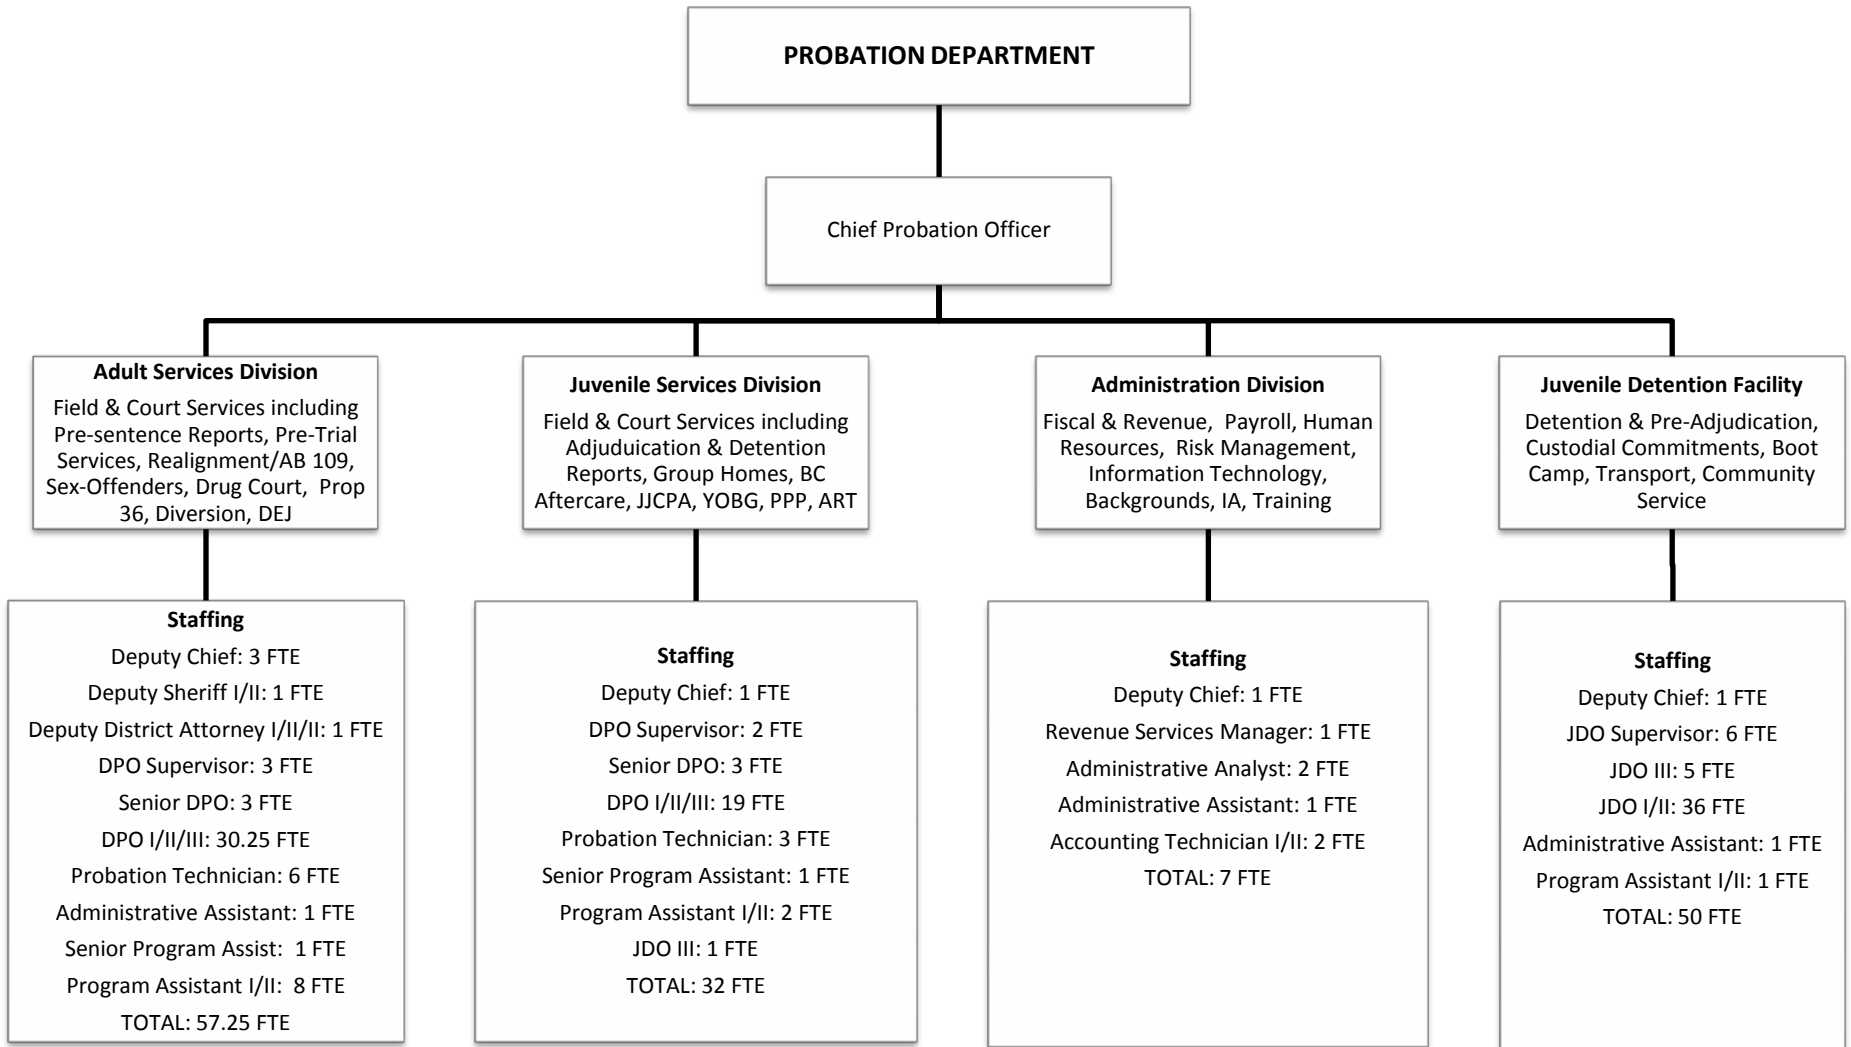 PROBATION DEPARTMENT
Chief Probation Officer
Adult Services Division
Field & Court Services including
Pre-sentence Reports, Pre-Trial
Services, Realignment/AB 109,
Sex-Offenders, Drug Court, Prop
36, Diversion, DEJ
Juvenile Services Division
Field & Court Services including
Adjuduication & Detention
Reports, Group Homes, BC
Aftercare, JJCPA, YOBG, PPP, ART
Administration Division
Fiscal & Revenue, Payroll, Human
Resources, Risk Management,
Information Technology,
Backgrounds, IA, Training
Juvenile Detention Facility
Detention & Pre-Adjudication,
Custodial Commitments, Boot
Camp, Transport, Community
Service
Staffing
Deputy Chief: 3 FTE
Deputy Sheriff I/II: 1 FTE
Deputy District Attorney I/II/II: 1 FTE
DPO Supervisor: 3 FTE
Senior DPO: 3 FTE
DPO I/II/III: 30.25 FTE
Probation Technician: 6 FTE
Administrative Assistant: 1 FTE
Senior Program Assist: 1 FTE
Program Assistant I/II: 8 FTE
TOTAL: 57.25 FTE
Staffing
Deputy Chief: 1 FTE
DPO Supervisor: 2 FTE
Senior DPO: 3 FTE
DPO I/II/III: 19 FTE
Probation Technician: 3 FTE
Senior Program Assistant: 1 FTE
Program Assistant I/II: 2 FTE
JDO III: 1 FTE
TOTAL: 32 FTE
Staffing
Deputy Chief: 1 FTE
Revenue Services Manager: 1 FTE
Administrative Analyst: 2 FTE
Administrative Assistant: 1 FTE
Accounting Technician I/II: 2 FTE
TOTAL: 7 FTE
Staffing
Deputy Chief: 1 FTE
JDO Supervisor: 6 FTE
JDO III: 5 FTE
JDO I/II: 36 FTE
Administrative Assistant: 1 FTE
Program Assistant I/II: 1 FTE
TOTAL: 50 FTE